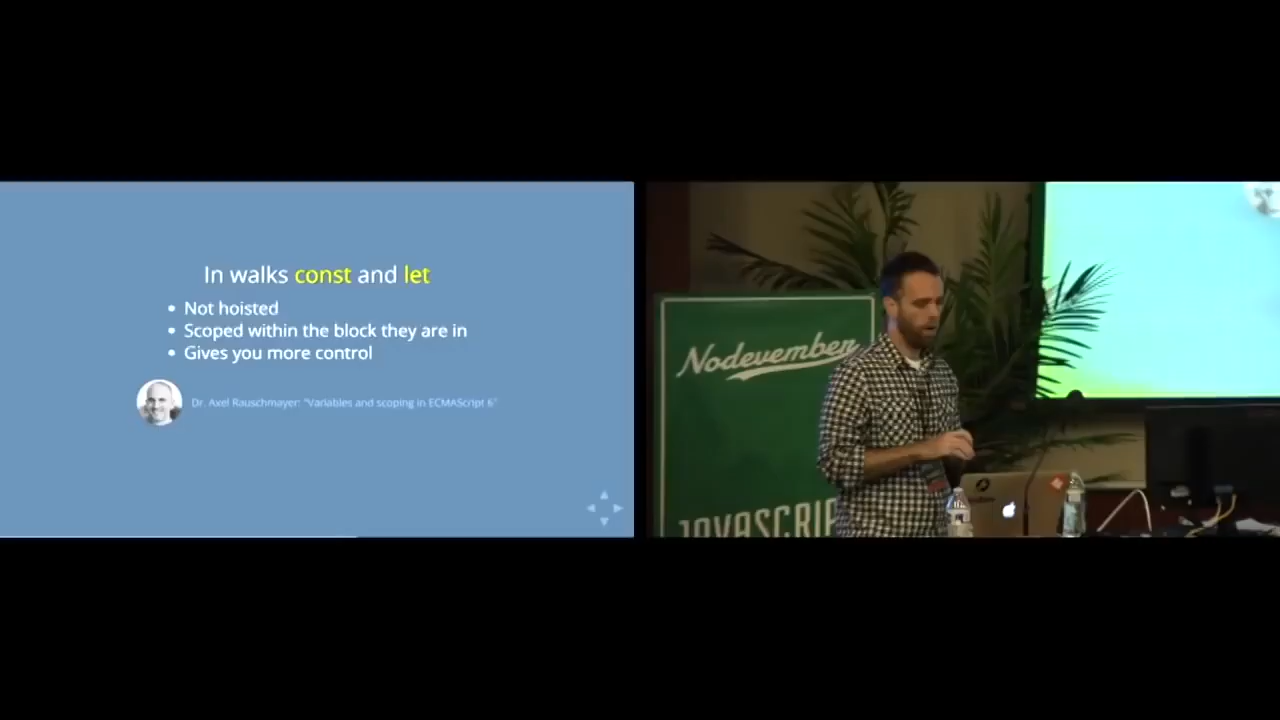 In walks const and let
Not hoisted
Scoped within the block they are in
Gives you more control
Dr. Axel Rauschmayer: "Variables and scoping in ECMAScript 6"
Nodevember
JAVASCRIP